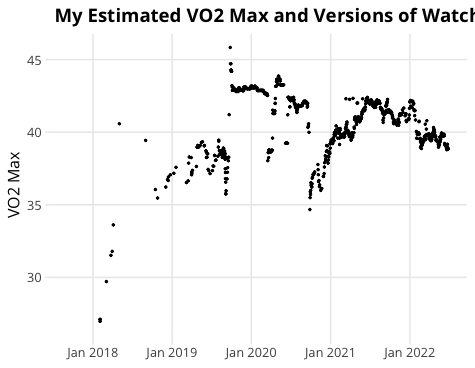 My Estimated VO2 Max and Versions of Watch
45
40
35
30
VO2 Max
Jan 2018 Jan 2019 Jan 2020 Jan 2021 Jan 2022